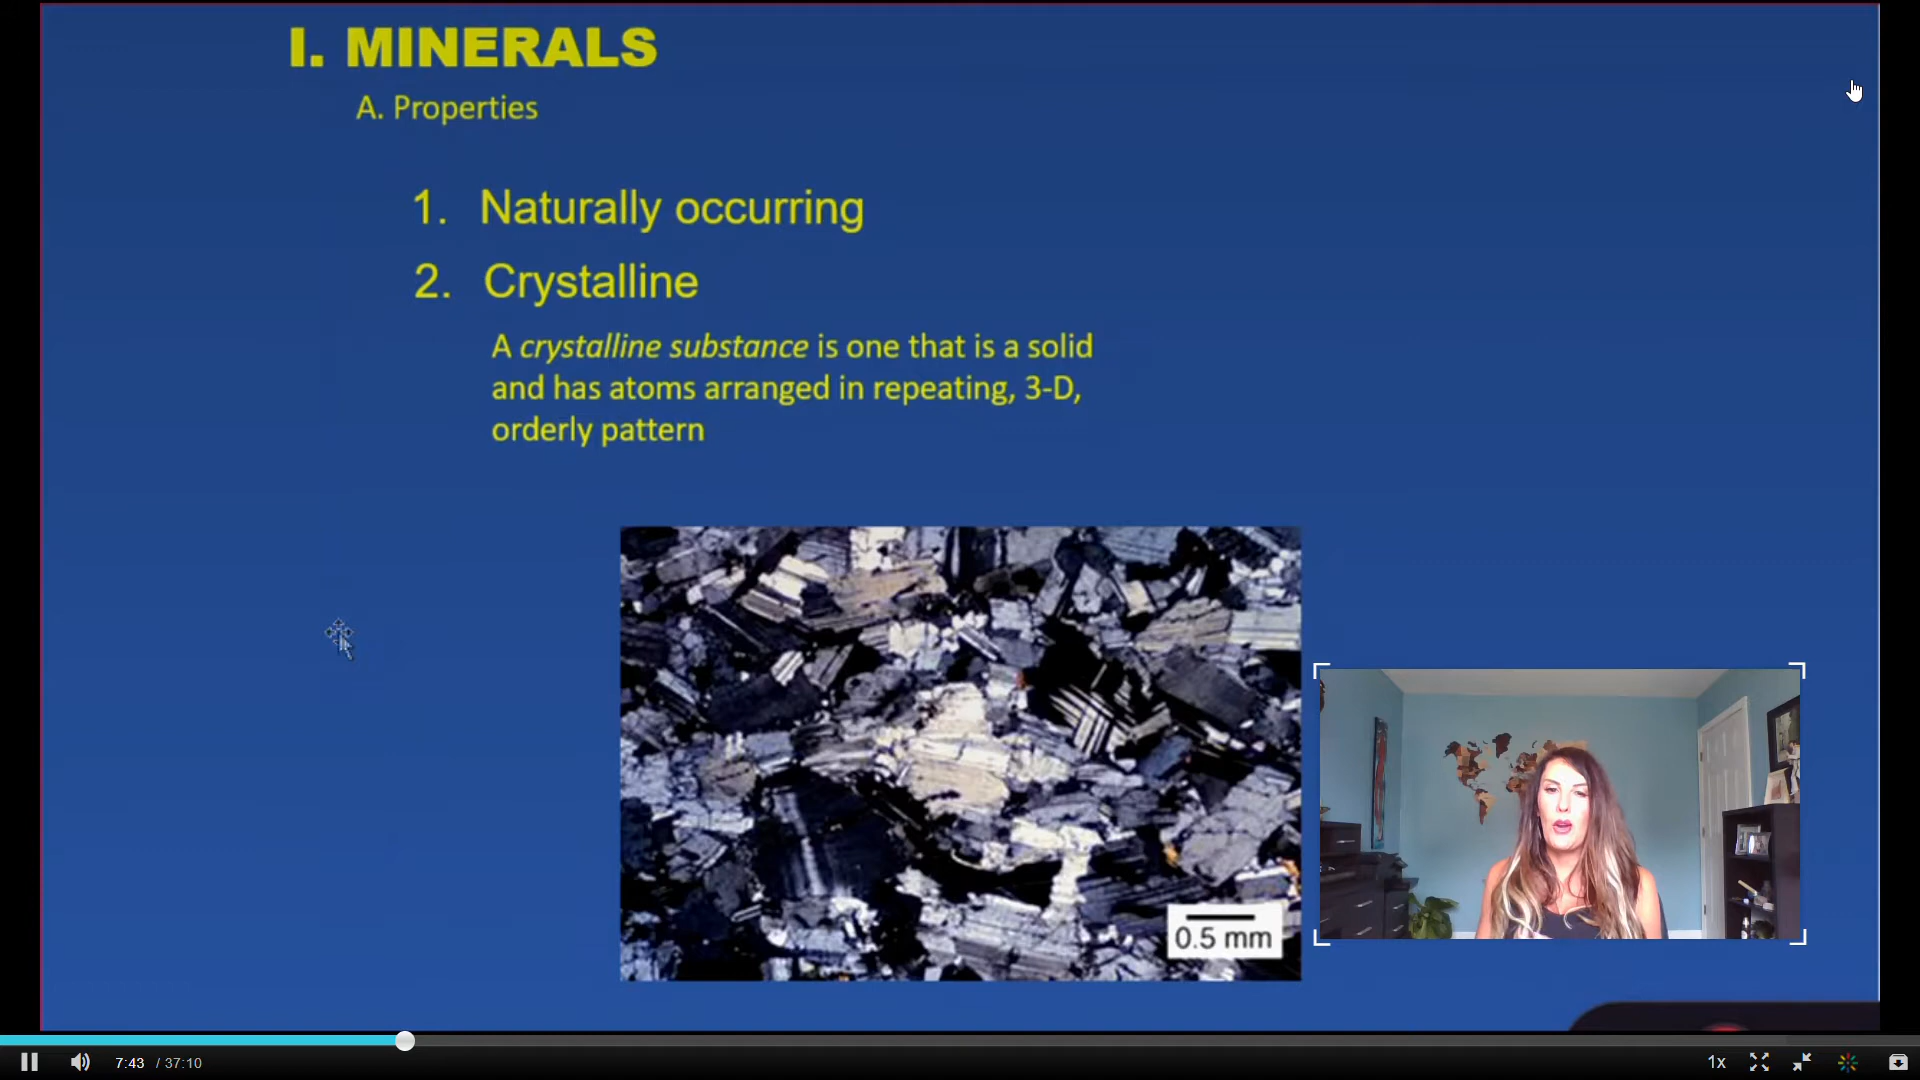 I. MINERALS
A. Properties
1. Naturally occurring
2. Crystalline
A crystalline substance is one that is a solid
and has atoms arranged in repeating, 3-D,
orderly pattern
0.5 mm
7:43 / 37:10
1x